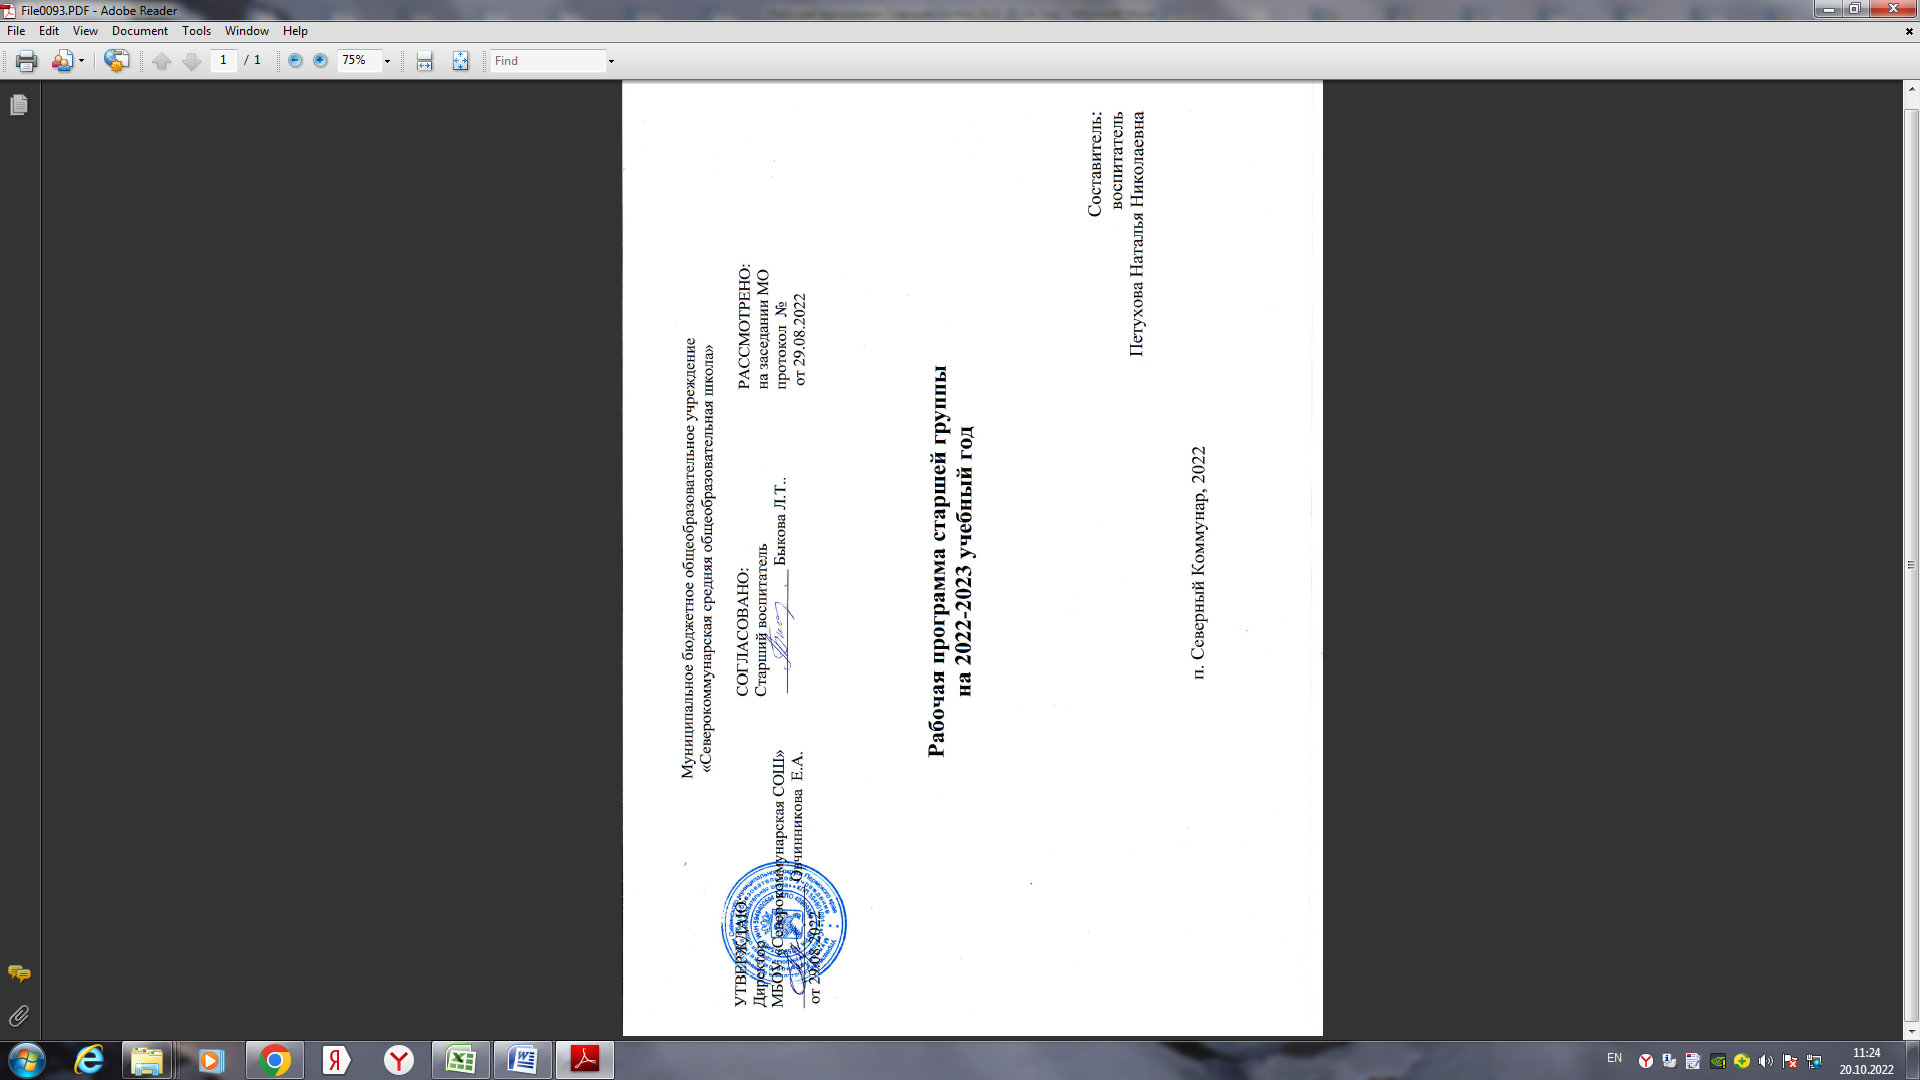 File0093.PDF - Adobe Reader
File Edit View Document Tools Window Help
1 / 1 75% Find
Муниципальное бюджетное общеобразовательное учреждение
«Северокоммунарская средняя общеобразовательная школа»
УТВЕРЖДАЮ:
Директор
МБОУ «Северокоммунарская СОШ»
Овчинникова Е.А.
от 29.08.2022
СОГЛАСОВАНО:
Старший воспитатель
Быкова Л.Т..
РАССМОТРЕНО:
на заседании МО
протокол №
от 29.08.2022
Рабочая программа старшей группы
на 2022-2023 учебный год
Составитель:
воспитатель
Петухова Наталья Николаевна
п. Северный Коммунар, 2022
EN
11:24
20.10.2022